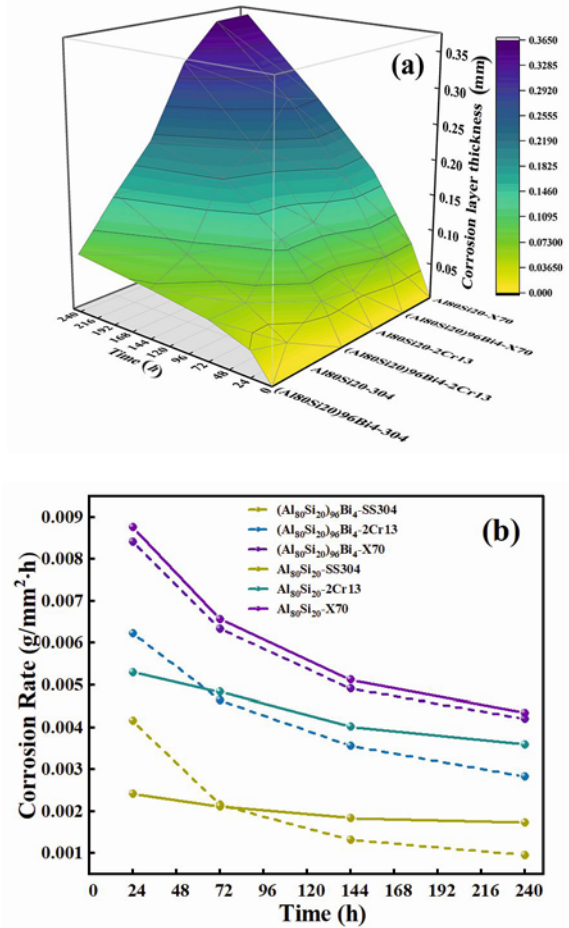 (a)
0.35
0.30
0.25
0.20
0.15
0.10
0.05
Corrosion layer thickness (mm)
0.3650
0.3285
0.2920
0.2555
0.2190
0.1825
0.1460
0.1095
0.07300
0.03650
0.000
240
216
192
168
144
120
96
72
48
24
0
Time (h)
Al80Si20-X70
(Al80Si20)96Bi4-X70
Al80Si20-2Cr13
(Al80Si20)96Bi4-2Cr13
Al80Si20-304
(Al80Si20)96Bi4-304
(b)
(Al₈₀Si₂₀)₉₆Bi₄-SS304
(Al₈₀Si₂₀)₉₆Bi₄-2Cr13
(Al₈₀Si₂₀)₉₆Bi₄-X70
Al₈₀Si₂₀-SS304
Al₈₀Si₂₀-2Cr13
Al₈₀Si₂₀-X70
Corrosion Rate (g/mm²·h)
0.009
0.008
0.007
0.006
0.005
0.004
0.003
0.002
0.001
0 24 48 72 96 120 144 168 192 216 240
Time (h)